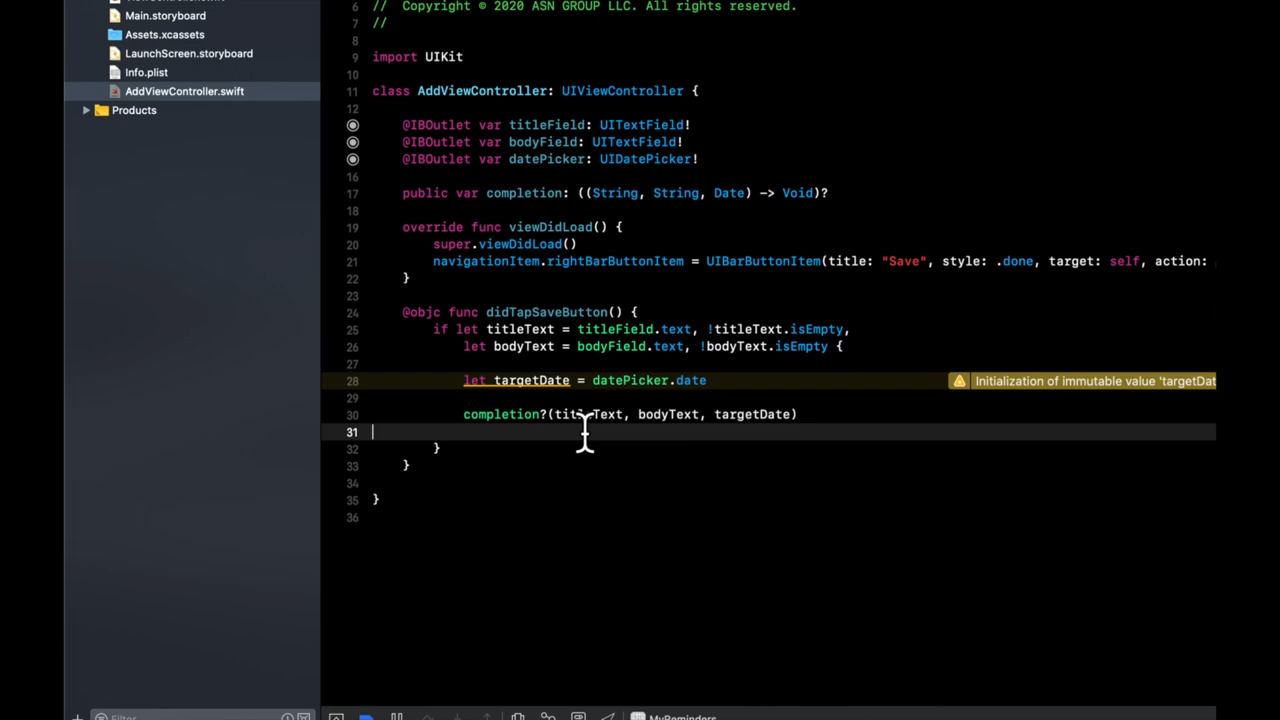 Main.storyboard
Assets.xcassets
LaunchScreen.storyboard
Info.plist
AddViewController.swift
Products
Filter
6 // Copyright © 2020 ASN GROUP LLC. All rights reserved.
7 //
8
9 import UIKit
10
11 class AddViewController: UIViewController {
12
@IBOutlet var titleField: UITextField!
@IBOutlet var bodyField: UITextField!
@IBOutlet var datePicker: UIDatePicker!
16
17 public var completion: ((String, String, Date) -> Void)?
18
19 override func viewDidLoad() {
20 super.viewDidLoad()
21 navigationItem.rightBarButtonItem = UIBarButtonItem(title: "Save", style: .done, target: self, action:
22 }
23
24 @objc func didTapSaveButton() {
25 if let titleText = titleField.text, !titleText.isEmpty,
26 let bodyText = bodyField.text, !bodyText.isEmpty {
27
28 let targetDate = datePicker.date Initialization of immutable value 'targetDat
29
30 completion?(titleText, bodyText, targetDate)
31
32 }
33 }
34
35 }
36
MyReminders